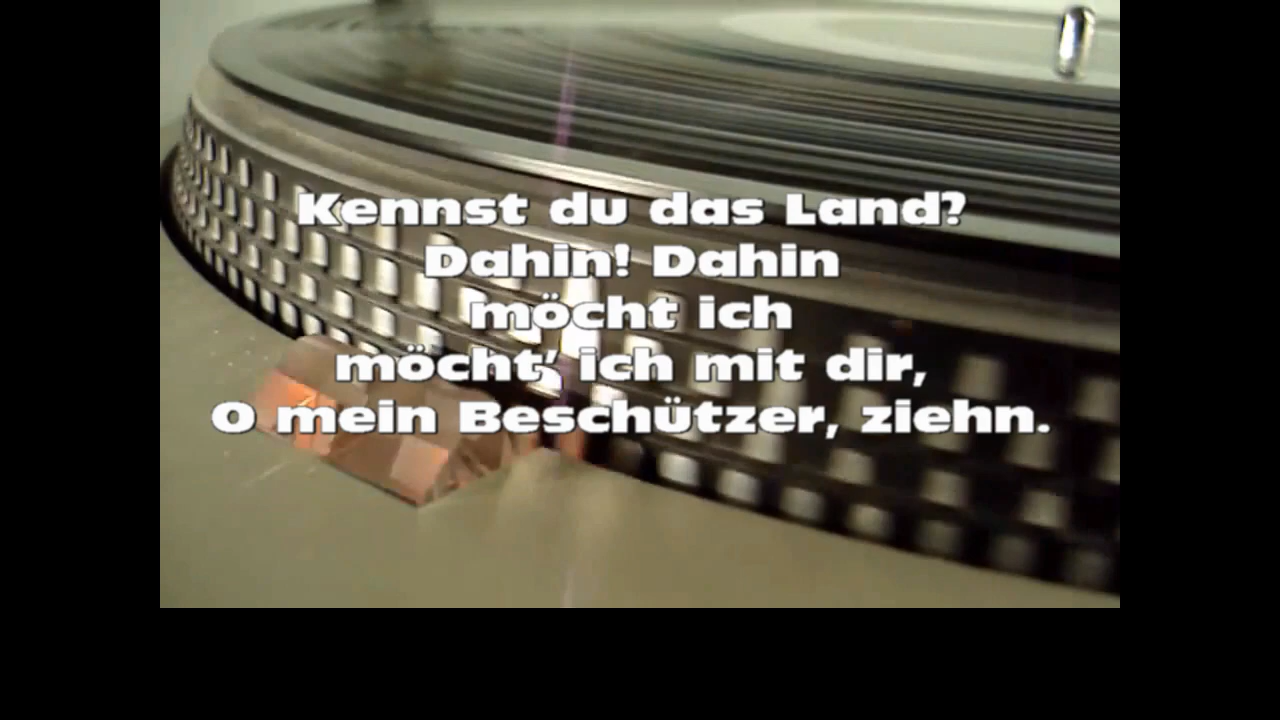 Kennst du das Land?
Dahin! Dahin
möcht ich
möcht’ ich mit dir,
O mein Beschützer, ziehn.